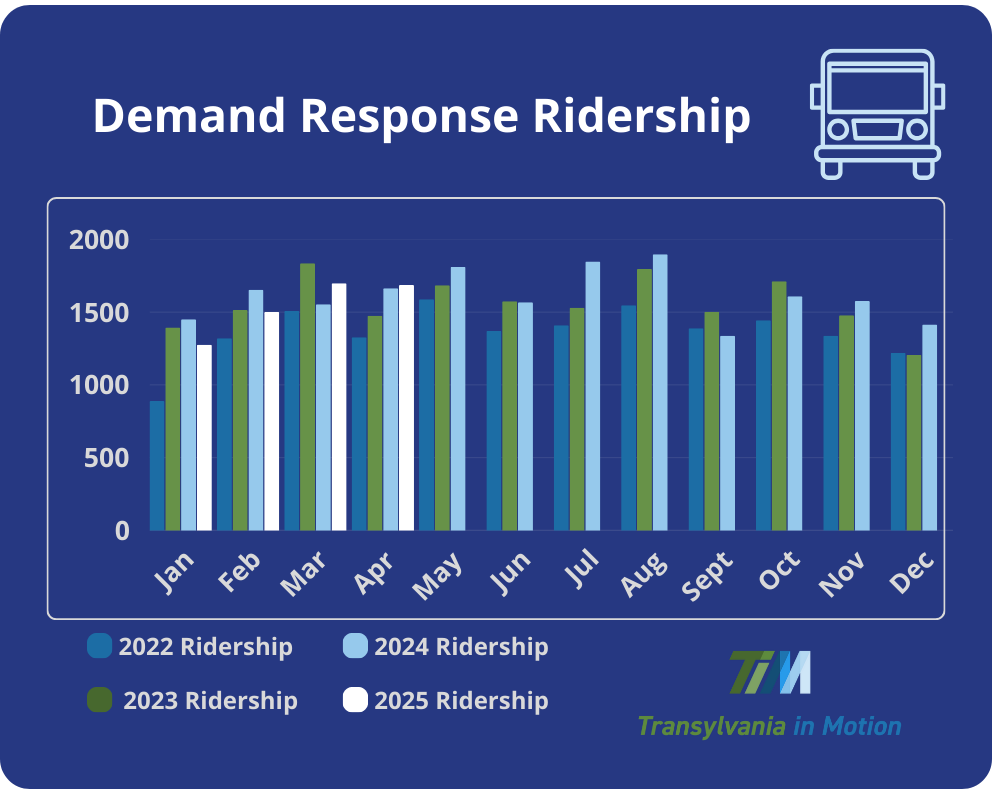 Demand Response Ridership
2000
1500
1000
500
0
Jan Feb Mar Apr May Jun Jul Aug Sept Oct Nov Dec
2022 Ridership 2024 Ridership
2023 Ridership 2025 Ridership
TiM
Transylvania in Motion